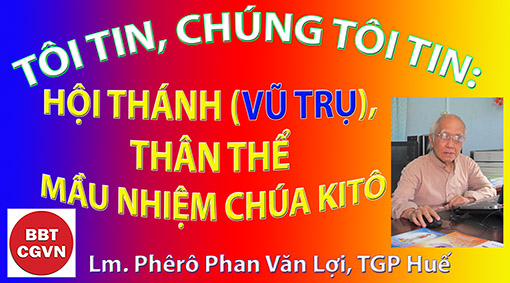 TÔI TIN, CHÚNG TÔI TIN:
HỘI THÁNH (VŨ TRỤ),
THÂN THỂ
MẦU NHIỆM CHÚA KITÔ
BBT
CGVN
Lm. Phêrô Phan Văn Lợi, TGP Huế